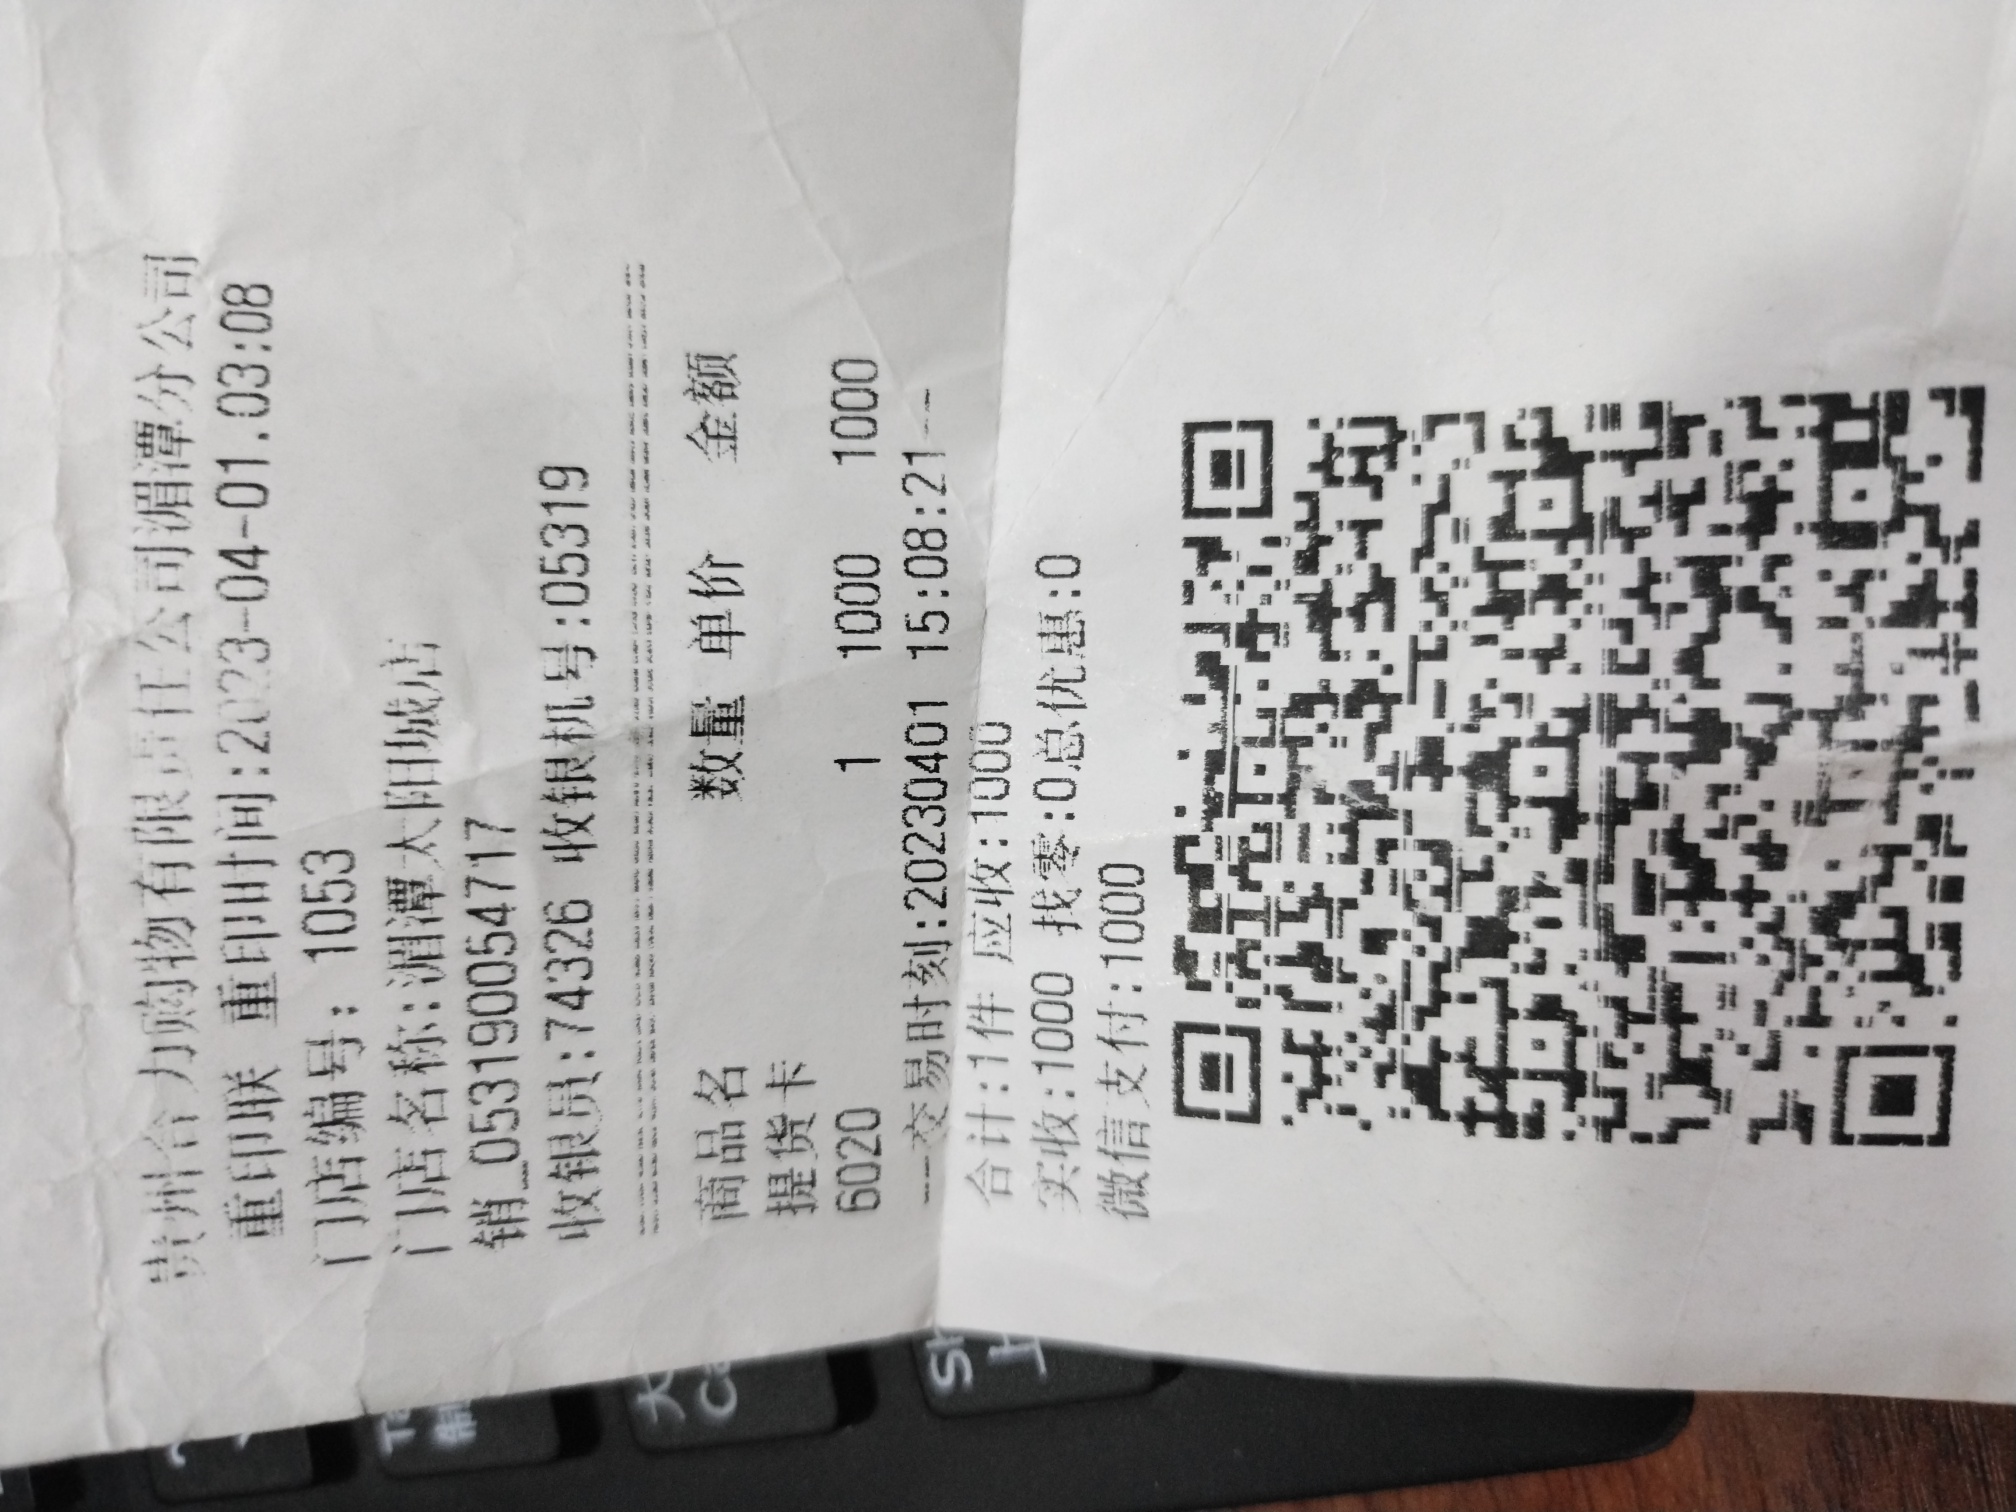 贵州合力购物有限责任公司湄潭分公司
重印联 重印时间:2023-04-01.03:08
门店编号: 1053
门店名称:湄潭太阳城店
销_053190054717
收银员:74326 收银机号:05319
商品名 数量 单价 金额
提货卡
6020 1 1000 1000
——交易时刻:20230401 15:08:21——
合计:1件 应收:1000
实收:1000 找零:0总优惠:0
微信支付:1000